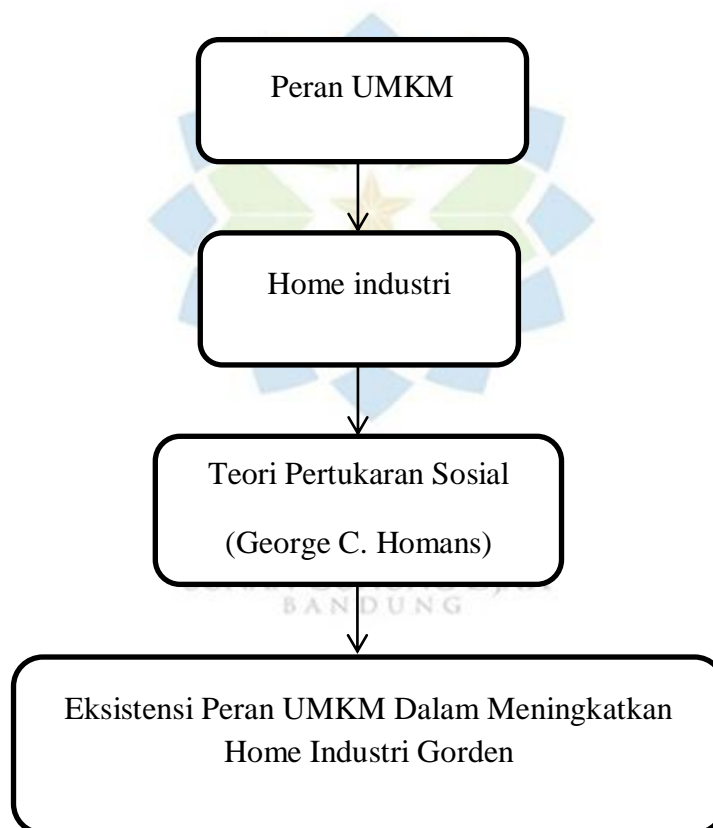 Peran UMKM
Home industri
Teori Pertukaran Sosial
(George C. Homans)
BANDUNG
Eksistensi Peran UMKM Dalam Meningkatkan
Home Industri Gorden